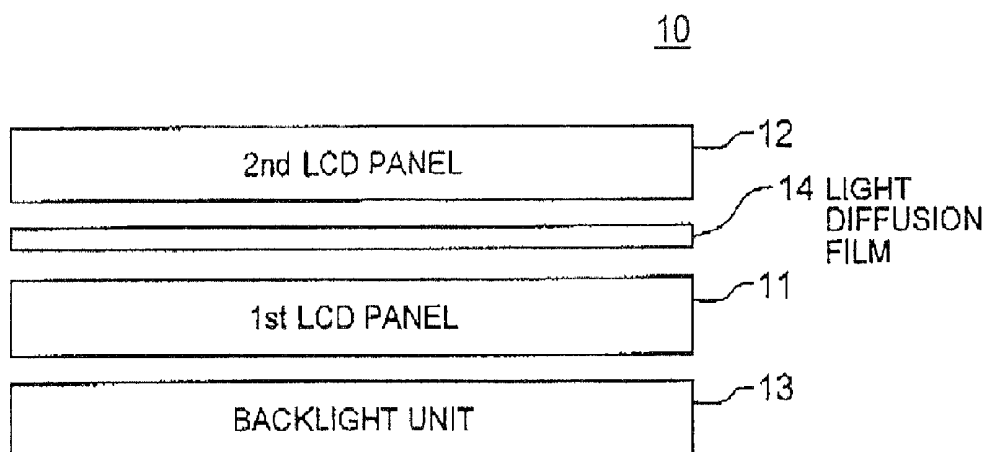 10
2nd LCD PANEL
12
14 LIGHT
DIFFUSION
FILM
1st LCD PANEL
11
BACKLIGHT UNIT
13